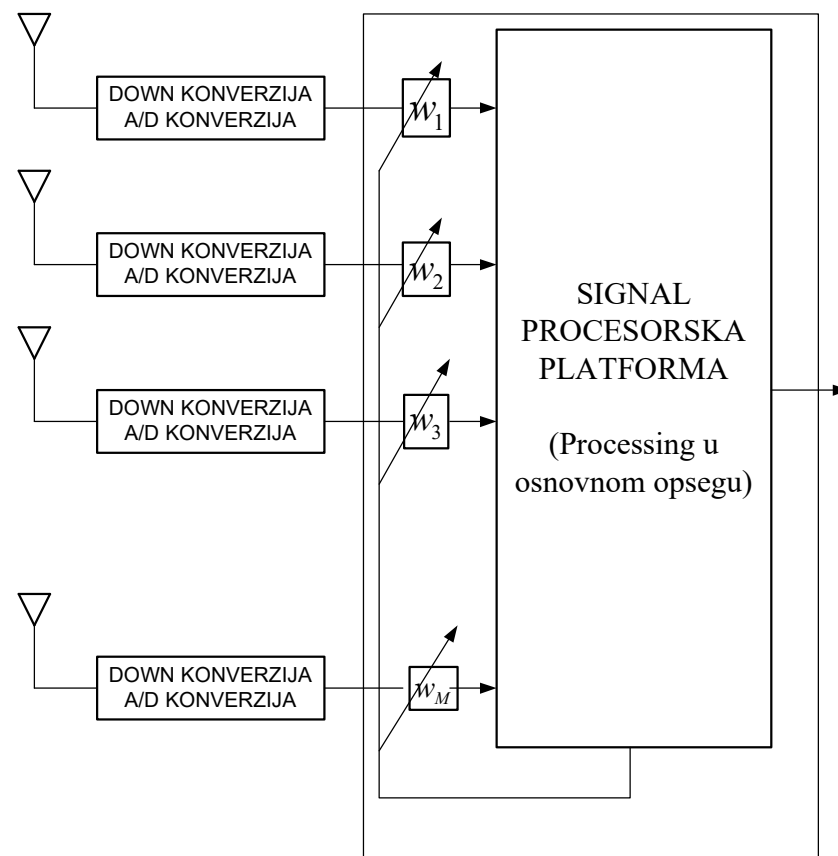 DOWN KONVERZIJA
A/D KONVERZIJA
w1
DOWN KONVERZIJA
A/D KONVERZIJA
w2
DOWN KONVERZIJA
A/D KONVERZIJA
w3
DOWN KONVERZIJA
A/D KONVERZIJA
wM
SIGNAL
PROCESORSKA
PLATFORMA
(Processing u
osnovnom opsegu)